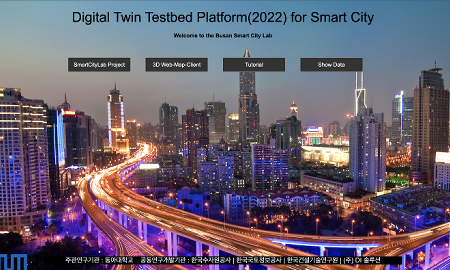 Digital Twin Testbed Platform(2022) for Smart City
Welcome to the Busan Smart City Lab
SmartCityLab Project
3D Web-Map-Client
Tutorial
Show Data
주관연구기관 : 동아대학교 공동연구개발기관 : 한국수자원공사 | 한국국토정보공사 | 한국건설기술연구원 | (주) DI 솔루션